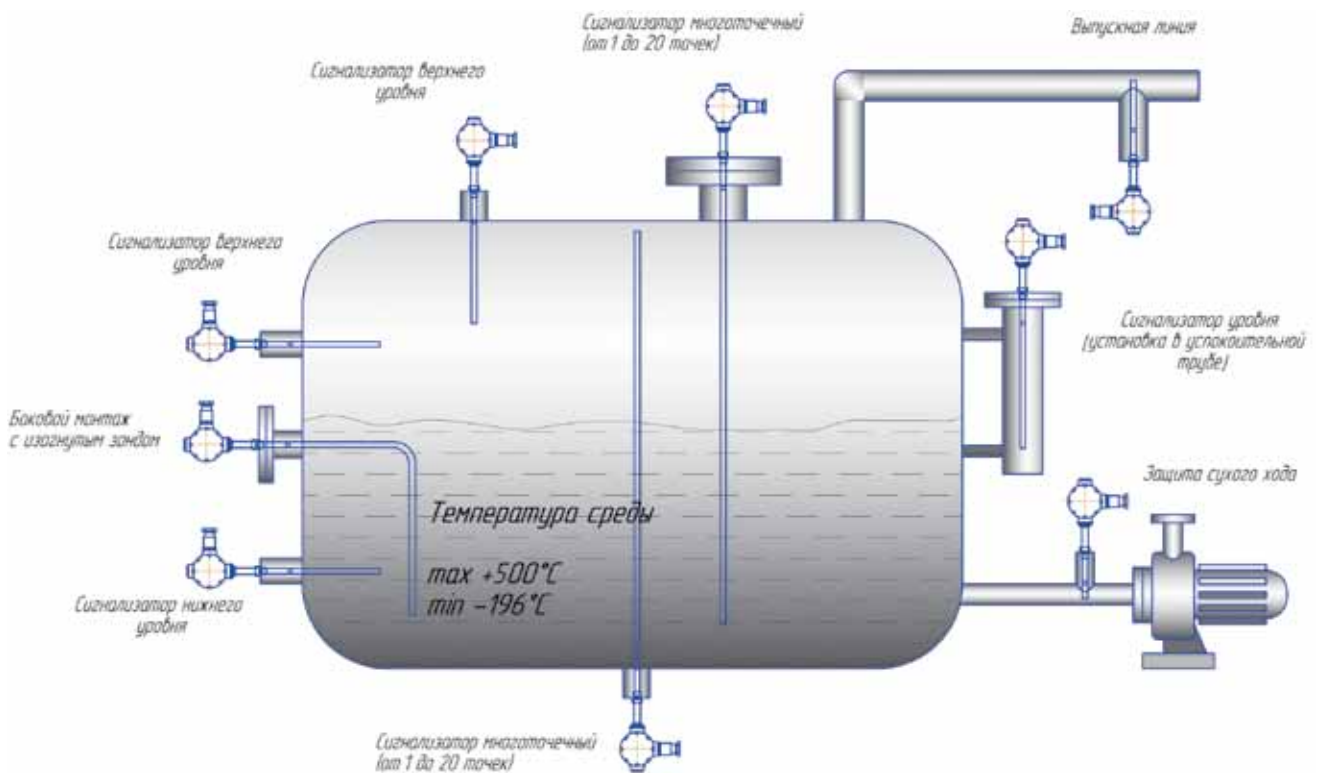 Сигнализатор многоточечный
(от 1 до 20 точек)
Выпускная линия
Сигнализатор верхнего
уровня
Сигнализатор верхнего
уровня
Сигнализатор уровня
(установка в успокоительной
трубе)
Боковой монтаж
с изогнутым зондом
Защита сухого хода
Температура среды
max +500°C
min -196°C
Сигнализатор нижнего
уровня
Сигнализатор многоточечный
(от 1 до 20 точек)